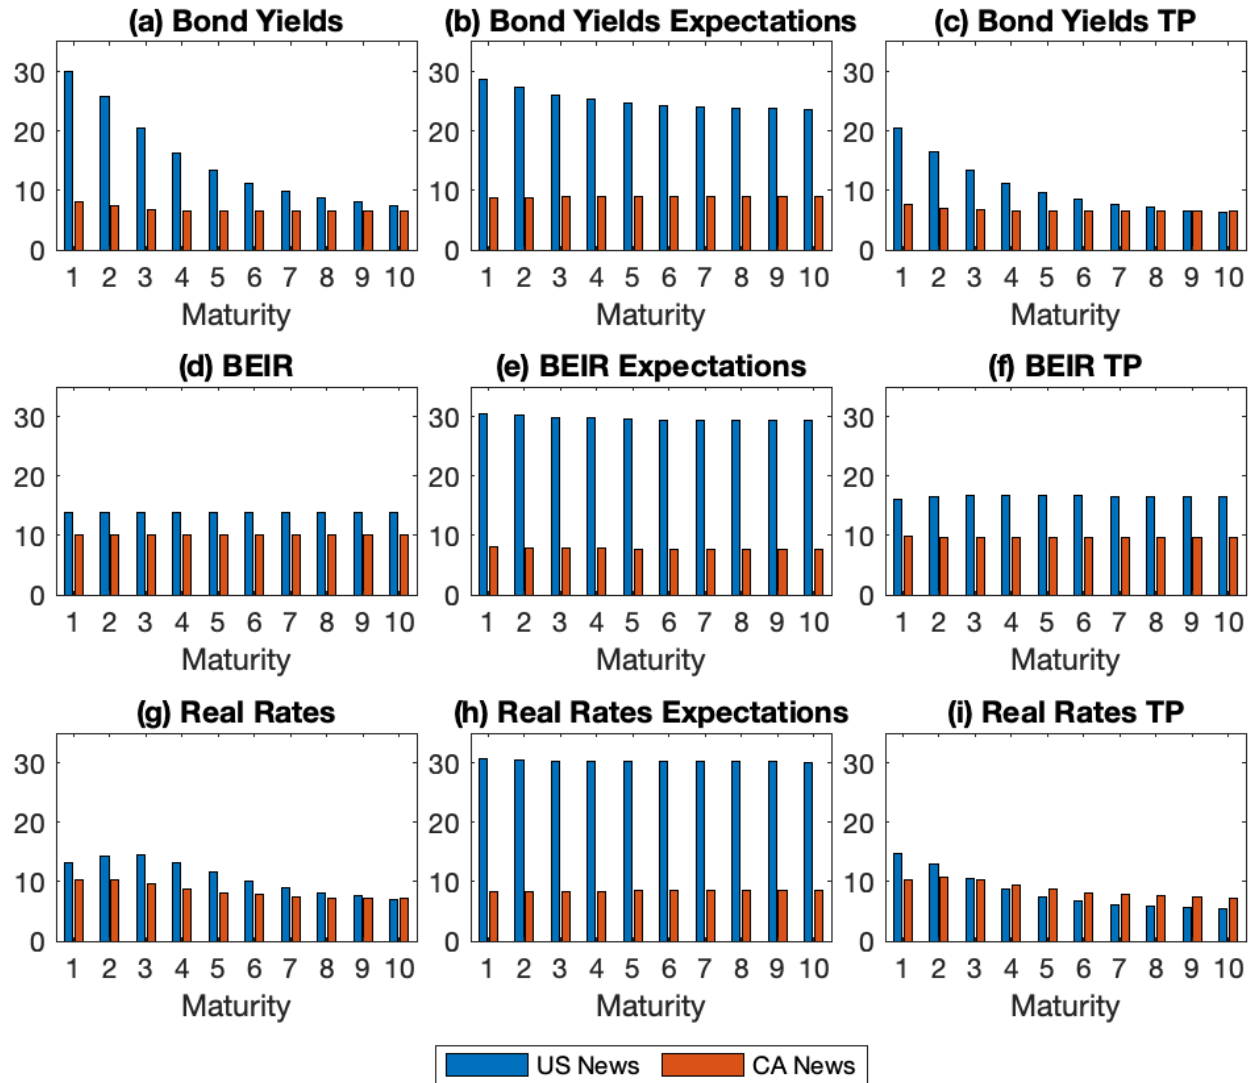 (a) Bond Yields
(b) Bond Yields Expectations
(c) Bond Yields TP
30
20
10
0
1 2 3 4 5 6 7 8 9 10
Maturity
30
20
10
0
1 2 3 4 5 6 7 8 9 10
Maturity
30
20
10
0
1 2 3 4 5 6 7 8 9 10
Maturity
(d) BEIR
(e) BEIR Expectations
(f) BEIR TP
30
20
10
0
1 2 3 4 5 6 7 8 9 10
Maturity
30
20
10
0
1 2 3 4 5 6 7 8 9 10
Maturity
30
20
10
0
1 2 3 4 5 6 7 8 9 10
Maturity
(g) Real Rates
(h) Real Rates Expectations
(i) Real Rates TP
30
20
10
0
1 2 3 4 5 6 7 8 9 10
Maturity
30
20
10
0
1 2 3 4 5 6 7 8 9 10
Maturity
30
20
10
0
1 2 3 4 5 6 7 8 9 10
Maturity
US News
CA News